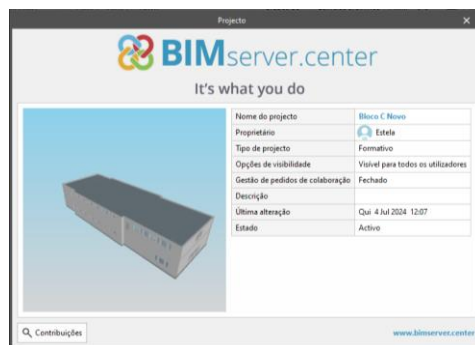 Projecto
BIMserver.center
It's what you do
Nome do projecto Bloco C Novo
Proprietário Estela
Tipo de projecto Formativo
Opções de visibilidade Visível para todos os utilizadores
Gestão de pedidos de colaboração Fechado
Descrição
Última alteração Qui 4 Jul 2024 12:07
Estado Activo
Contribuições
www.bimserver.center